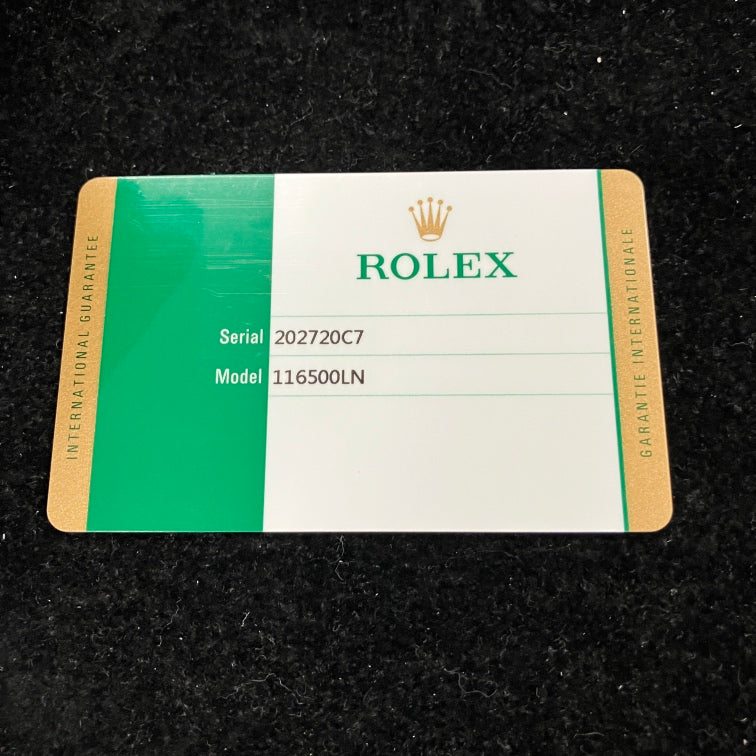 INTERNATIONAL GUARANTEE
ROLEX
Serial 202720C7
Model 116500LN
GARANTIE INTERNATIONALE